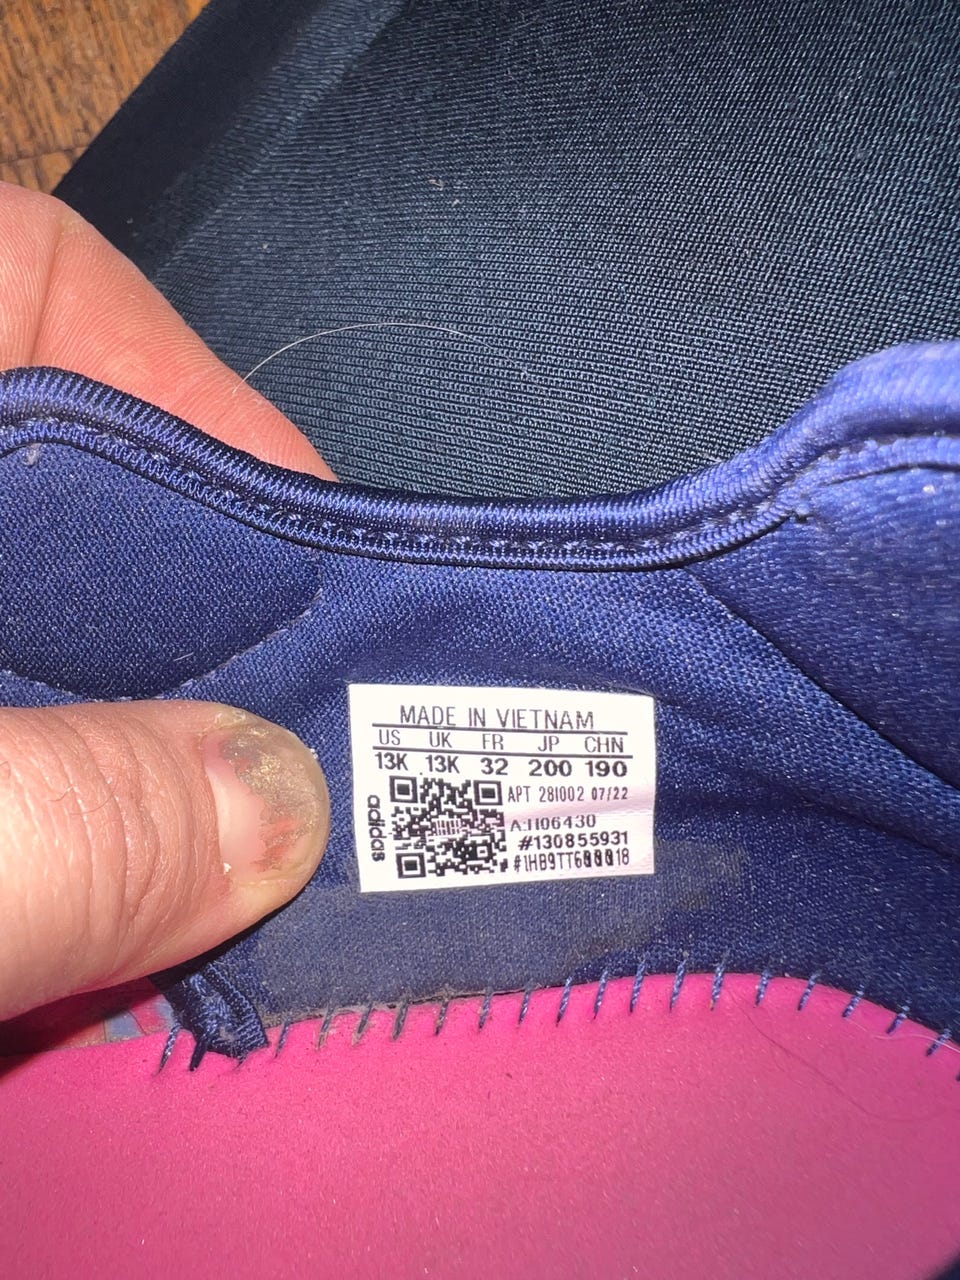 MADE IN VIETNAM
US UK FR JP CHN
13K 13K 32 200 190
APT 281002 07/22
#130855931
adidas